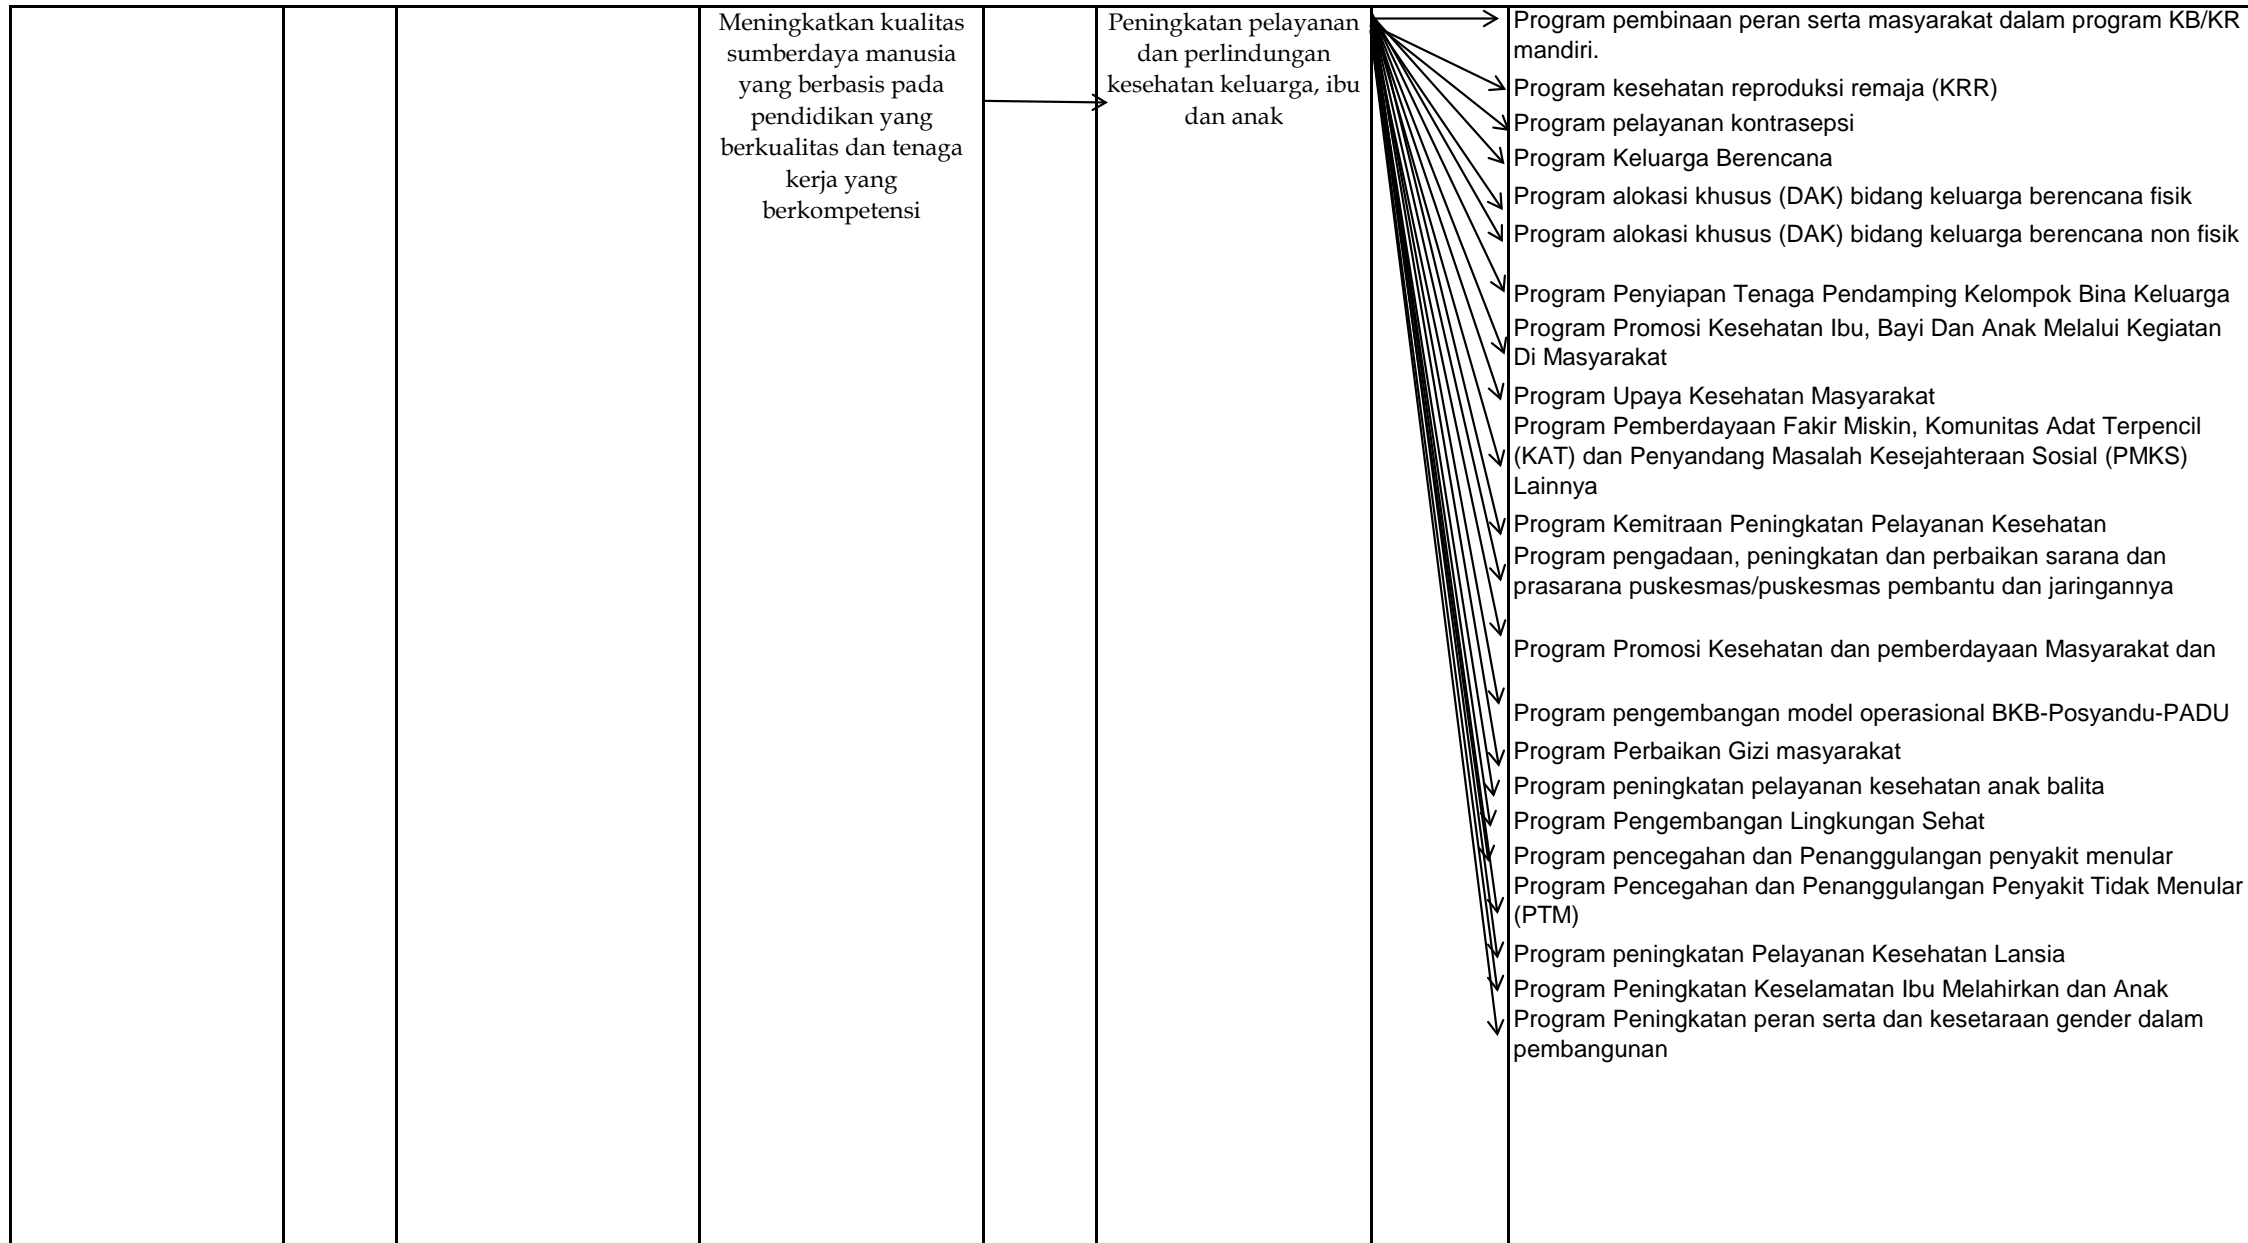 Meningkatkan kualitas
sumberdaya manusia
yang berbasis pada
pendidikan yang
berkualitas dan tenaga
kerja yang
berkompetensi
Peningkatan pelayanan
dan perlindungan
kesehatan keluarga, ibu
dan anak
Program pembinaan peran serta masyarakat dalam program KB/KR
mandiri.
Program kesehatan reproduksi remaja (KRR)
Program pelayanan kontrasepsi
Program Keluarga Berencana
Program alokasi khusus (DAK) bidang keluarga berencana fisik
Program alokasi khusus (DAK) bidang keluarga berencana non fisik
Program Penyiapan Tenaga Pendamping Kelompok Bina Keluarga
Program Promosi Kesehatan Ibu, Bayi Dan Anak Melalui Kegiatan
Di Masyarakat
Program Upaya Kesehatan Masyarakat
Program Pemberdayaan Fakir Miskin, Komunitas Adat Terpencil
(KAT) dan Penyandang Masalah Kesejahteraan Sosial (PMKS)
Lainnya
Program Kemitraan Peningkatan Pelayanan Kesehatan
Program pengadaan, peningkatan dan perbaikan sarana dan
prasarana puskesmas/puskesmas pembantu dan jaringannya
Program Promosi Kesehatan dan pemberdayaan Masyarakat dan
Program pengembangan model operasional BKB-Posyandu-PADU
Program Perbaikan Gizi masyarakat
Program peningkatan pelayanan kesehatan anak balita
Program Pengembangan Lingkungan Sehat
Program pencegahan dan Penanggulangan penyakit menular
Program Pencegahan dan Penanggulangan Penyakit Tidak Menular
(PTM)
Program peningkatan Pelayanan Kesehatan Lansia
Program Peningkatan Keselamatan Ibu Melahirkan dan Anak
Program Peningkatan peran serta dan kesetaraan gender dalam
pembangunan